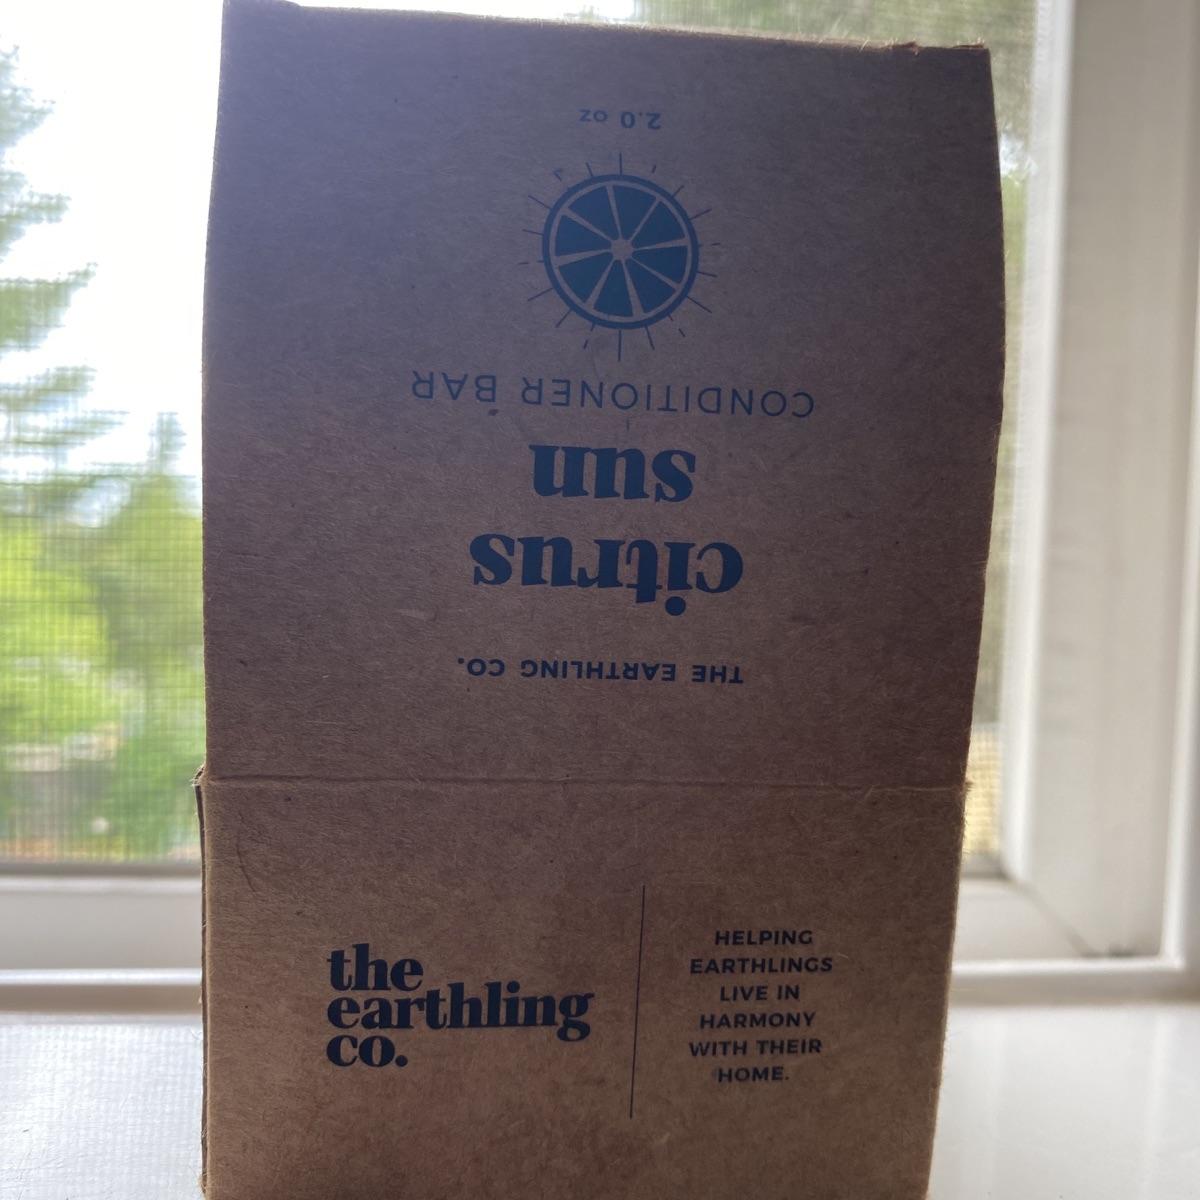 THE EARTHLING CO.
citrus
sun
CONDITIONER BAR
2.0 oz
the
earthling
co.
HELPING
EARTHLINGS
LIVE IN
HARMONY
WITH THEIR
HOME.